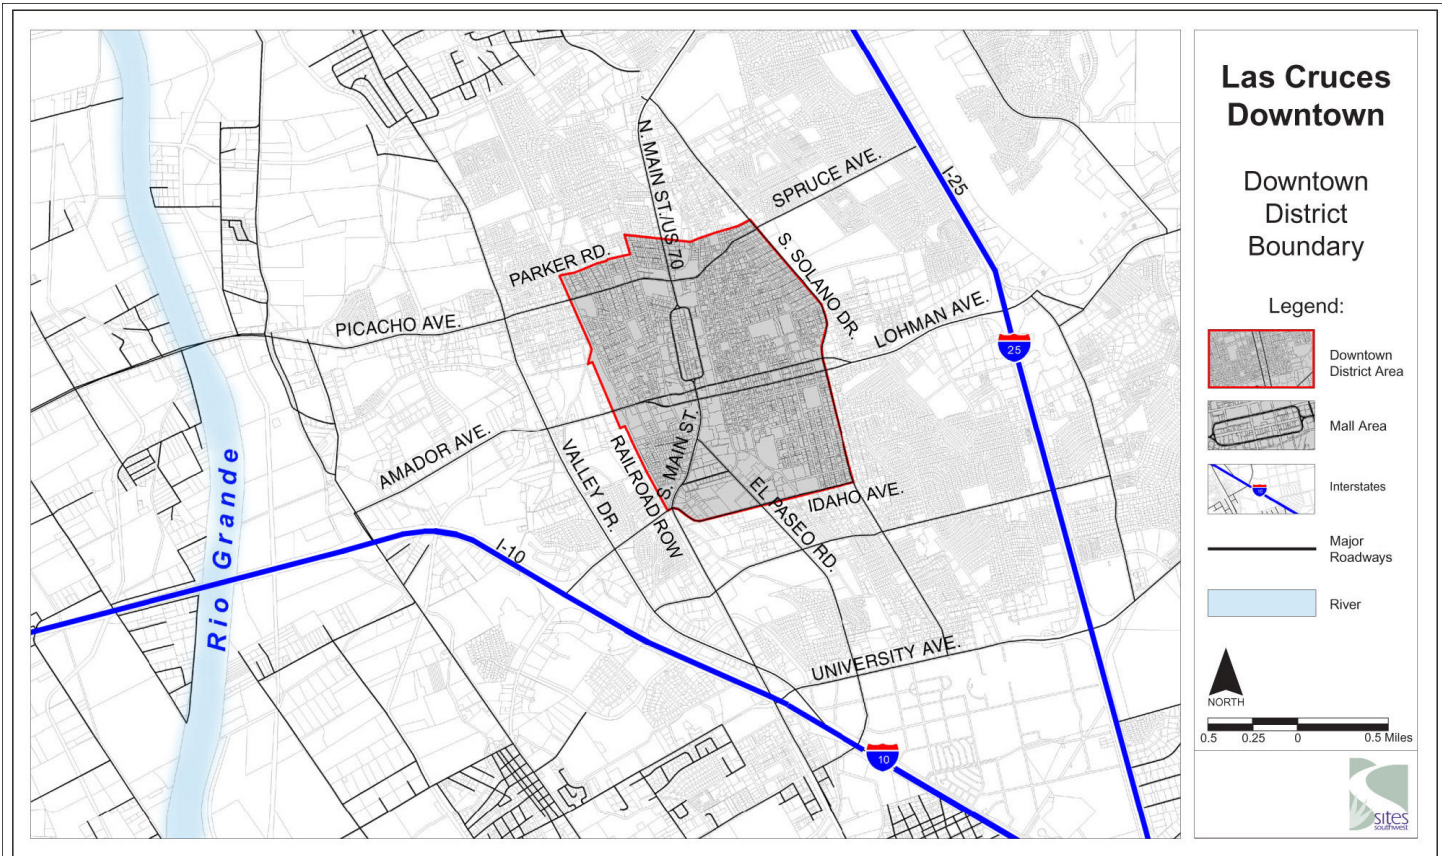 Las Cruces
Downtown
Downtown
District
Boundary
Legend:
Downtown
District Area
Mall Area
Interstates
Major
Roadways
River
NORTH
0.5 0.25 0 0.5 Miles
sites
southwest
N. MAIN ST./US 70
SPRUCE AVE.
I-25
PARKER RD.
S. SOLANO DR.
PICACHO AVE.
LOHMAN AVE.
25
AMADOR AVE.
S. MAIN ST.
VALLEY DR.
RAILROAD ROW
EL PASEO RD.
IDAHO AVE.
Rio Grande
I-10
UNIVERSITY AVE.
10